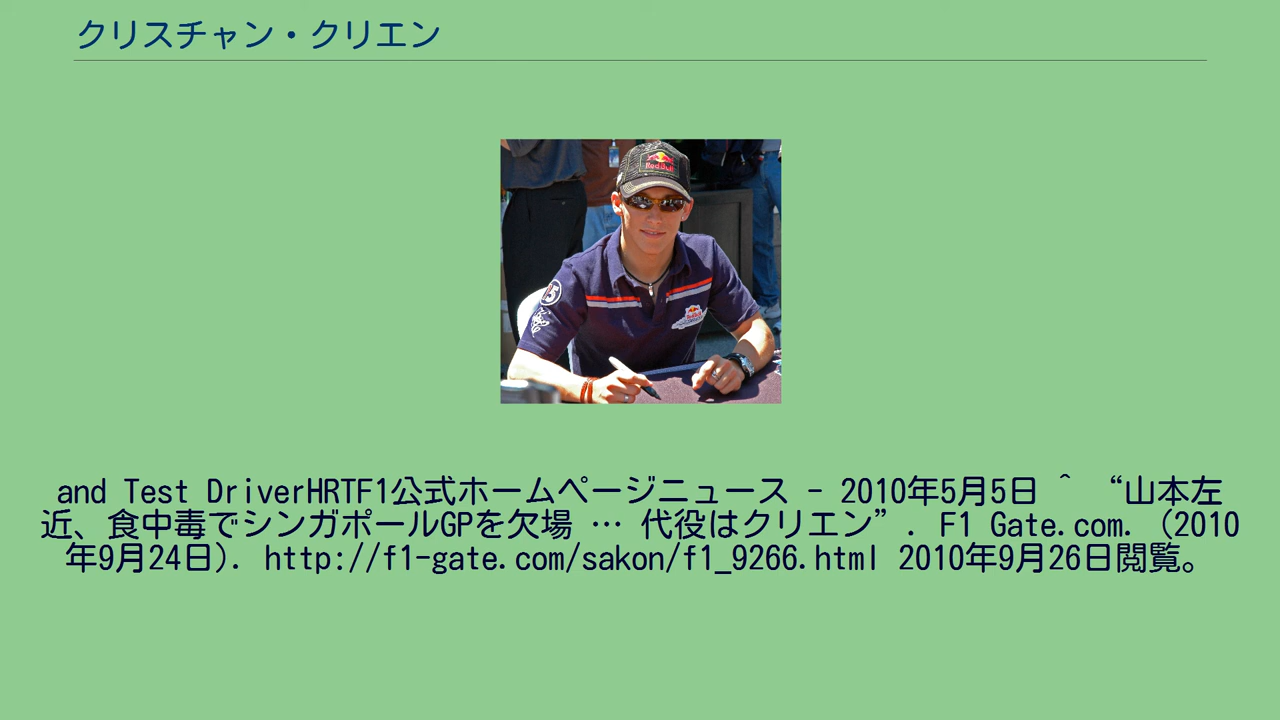 クリスチャン・クリエン
Red Bull
and Test DriverHRTF1公式ホームページニュース - 2010年5月5日 ^ “山本左
近、食中毒でシンガポールGPを欠場 … 代役はクリエン”. F1 Gate.com. (2010
年9月24日). http://f1-gate.com/sakon/f1_9266.html 2010年9月26日閲覧。